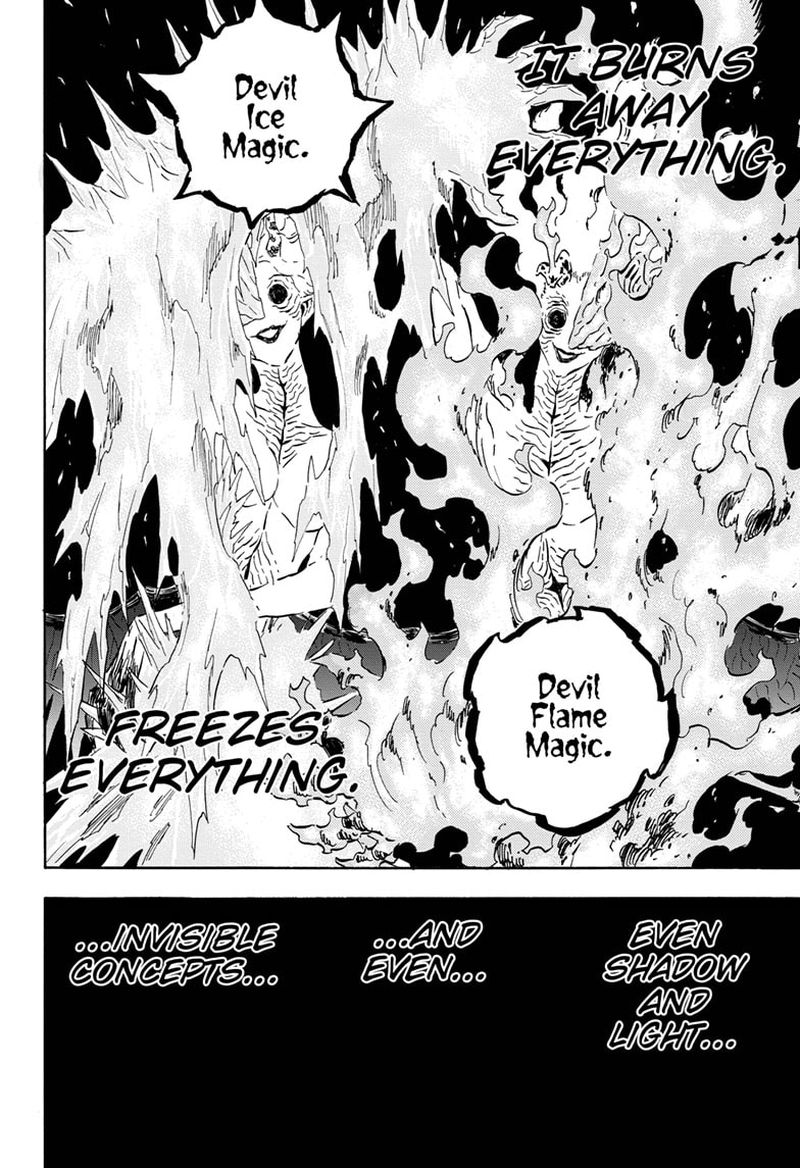 IT BURNS
AWAY
EVERYTHING.
Devil
Flame
Magic.
Devil
Ice
Magic.
FREEZES
EVERYTHING.
EVEN
SHADOW
AND
LIGHT...
...AND
EVEN...
...INVISIBLE
CONCEPTS...